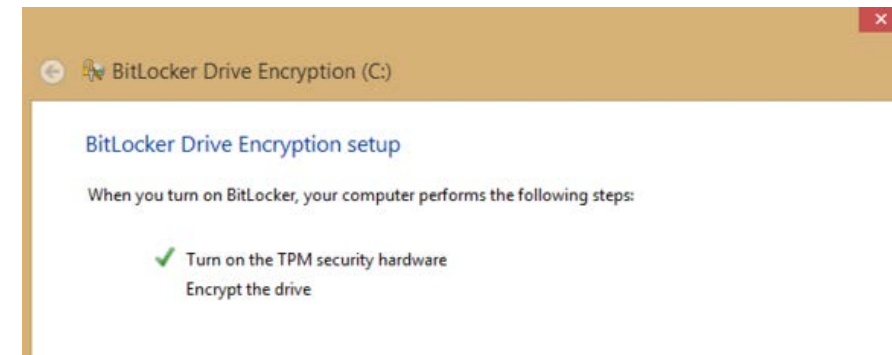 BitLocker Drive Encryption (C:)
BitLocker Drive Encryption setup
When you turn on BitLocker, your computer performs the following steps:
Turn on the TPM security hardware
Encrypt the drive